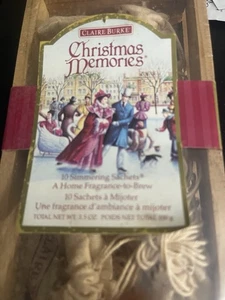 CLAIRE BURKE
Christmas
Memories®
10 Simmering Sachets®
A Home Fragrance-to-Brew
10 Sachets à Mijoter
Une fragrance d'ambiance à mijoter
TOTAL NET WT. 3.5 OZ. POIDS NET TOTAL 100 g